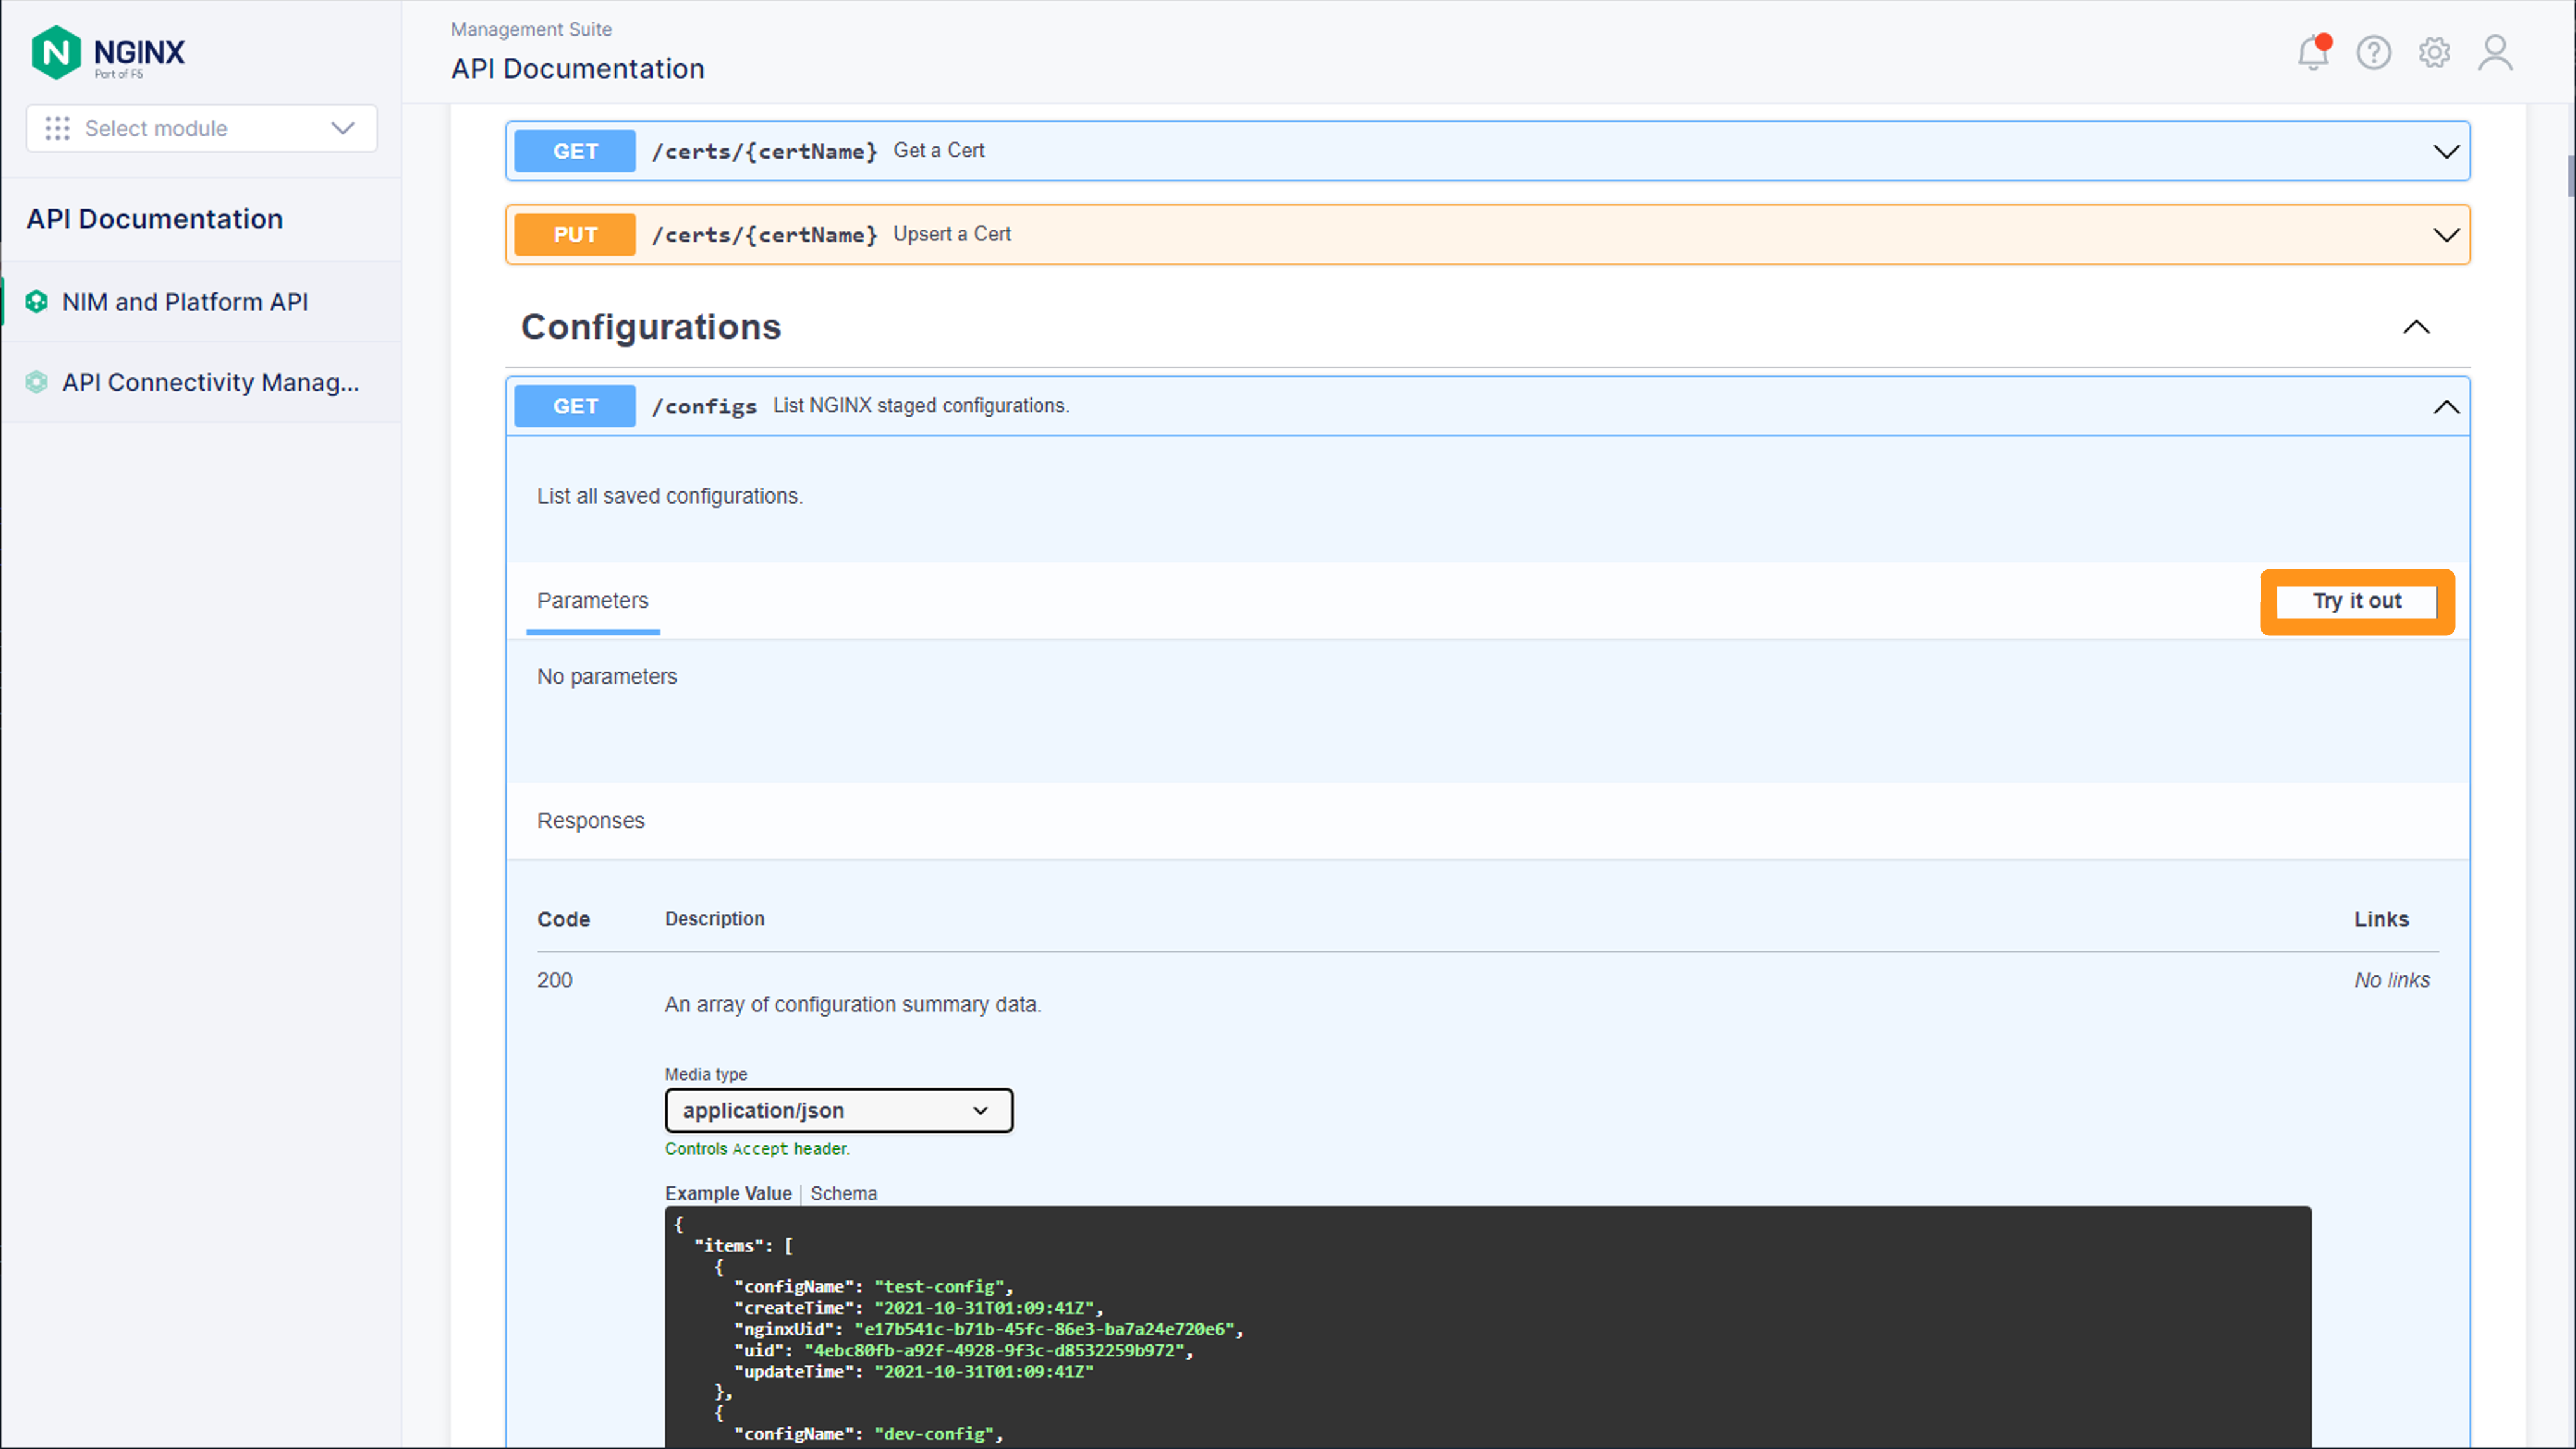 NGINX
Part of F5
Select module
API Documentation
NIM and Platform API
API Connectivity Manag...
Management Suite
API Documentation
GET /certs/{certName} Get a Cert
PUT /certs/{certName} Upsert a Cert
Configurations
GET /configs List NGINX staged configurations.
List all saved configurations.
Parameters
Try it out
No parameters
Responses
Code Description Links
200 No links
An array of configuration summary data.
Media type
application/json
Controls Accept header.
Example Value | Schema
{
"items": [
{
"configName": "test-config",
"createTime": "2021-10-31T01:09:41Z",
"nginxUid": "e17b541c-b71b-45fc-86e3-ba7a24e720e6",
"uid": "4ebc80fb-a92f-4928-9f3c-d8532259b972",
"updateTime": "2021-10-31T01:09:41Z"
},
{
"configName": "dev-config",